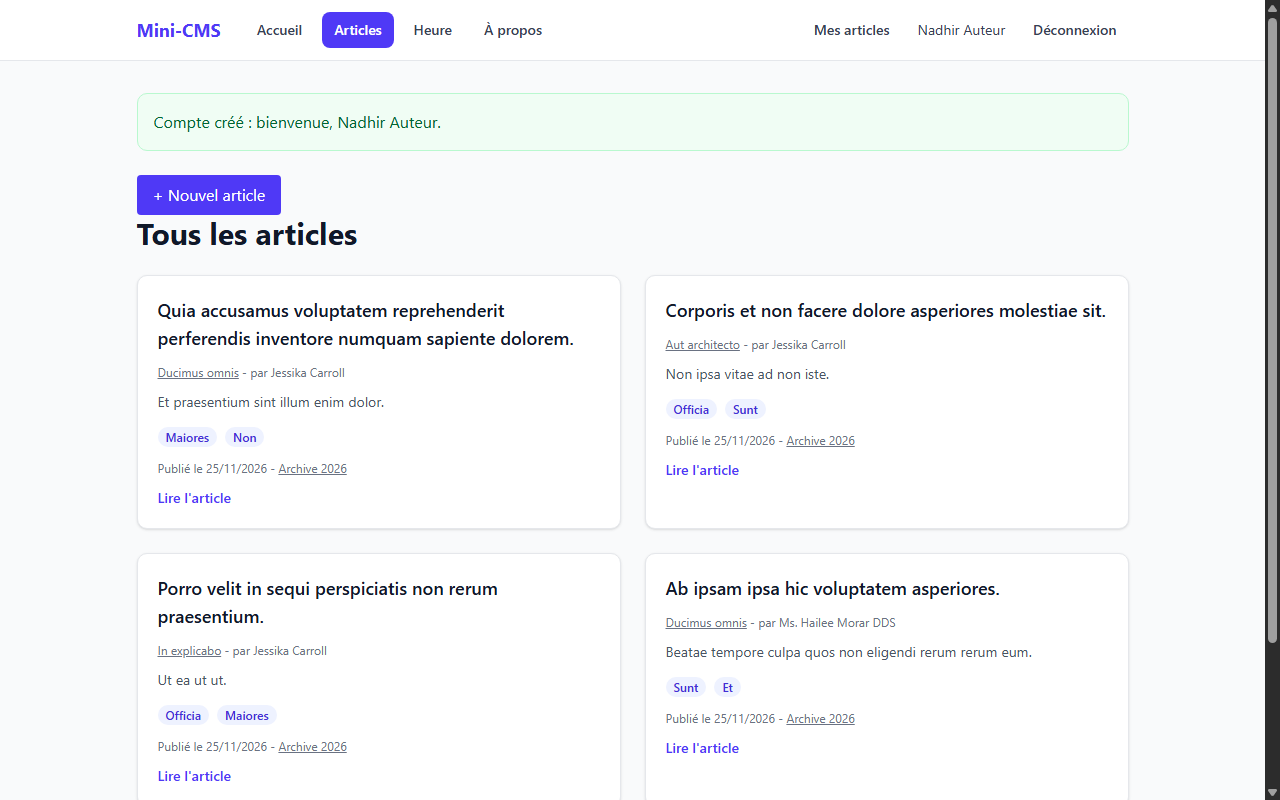 Mini-CMS Accueil Articles Heure À propos Mes articles Nadhir Auteur Déconnexion
Compte créé : bienvenue, Nadhir Auteur.
+ Nouvel article
Tous les articles
Quia accusamus voluptatem reprehenderit
perferendis inventore numquam sapiente dolorem.
Ducimus omnis - par Jessika Carroll
Et praesentium sint illum enim dolor.
Maiores Non
Publié le 25/11/2026 - Archive 2026
Lire l'article
Corporis et non facere dolore asperiores molestiae sit.
Aut architecto - par Jessika Carroll
Non ipsa vitae ad non iste.
Officia Sunt
Publié le 25/11/2026 - Archive 2026
Lire l'article
Porro velit in sequi perspiciatis non rerum
praesentium.
In explicabo - par Jessika Carroll
Ut ea ut ut.
Officia Maiores
Publié le 25/11/2026 - Archive 2026
Lire l'article
Ab ipsam ipsa hic voluptatem asperiores.
Ducimus omnis - par Ms. Hailee Morar DDS
Beatae tempore culpa quos non eligendi rerum rerum eum.
Sunt Et
Publié le 25/11/2026 - Archive 2026
Lire l'article